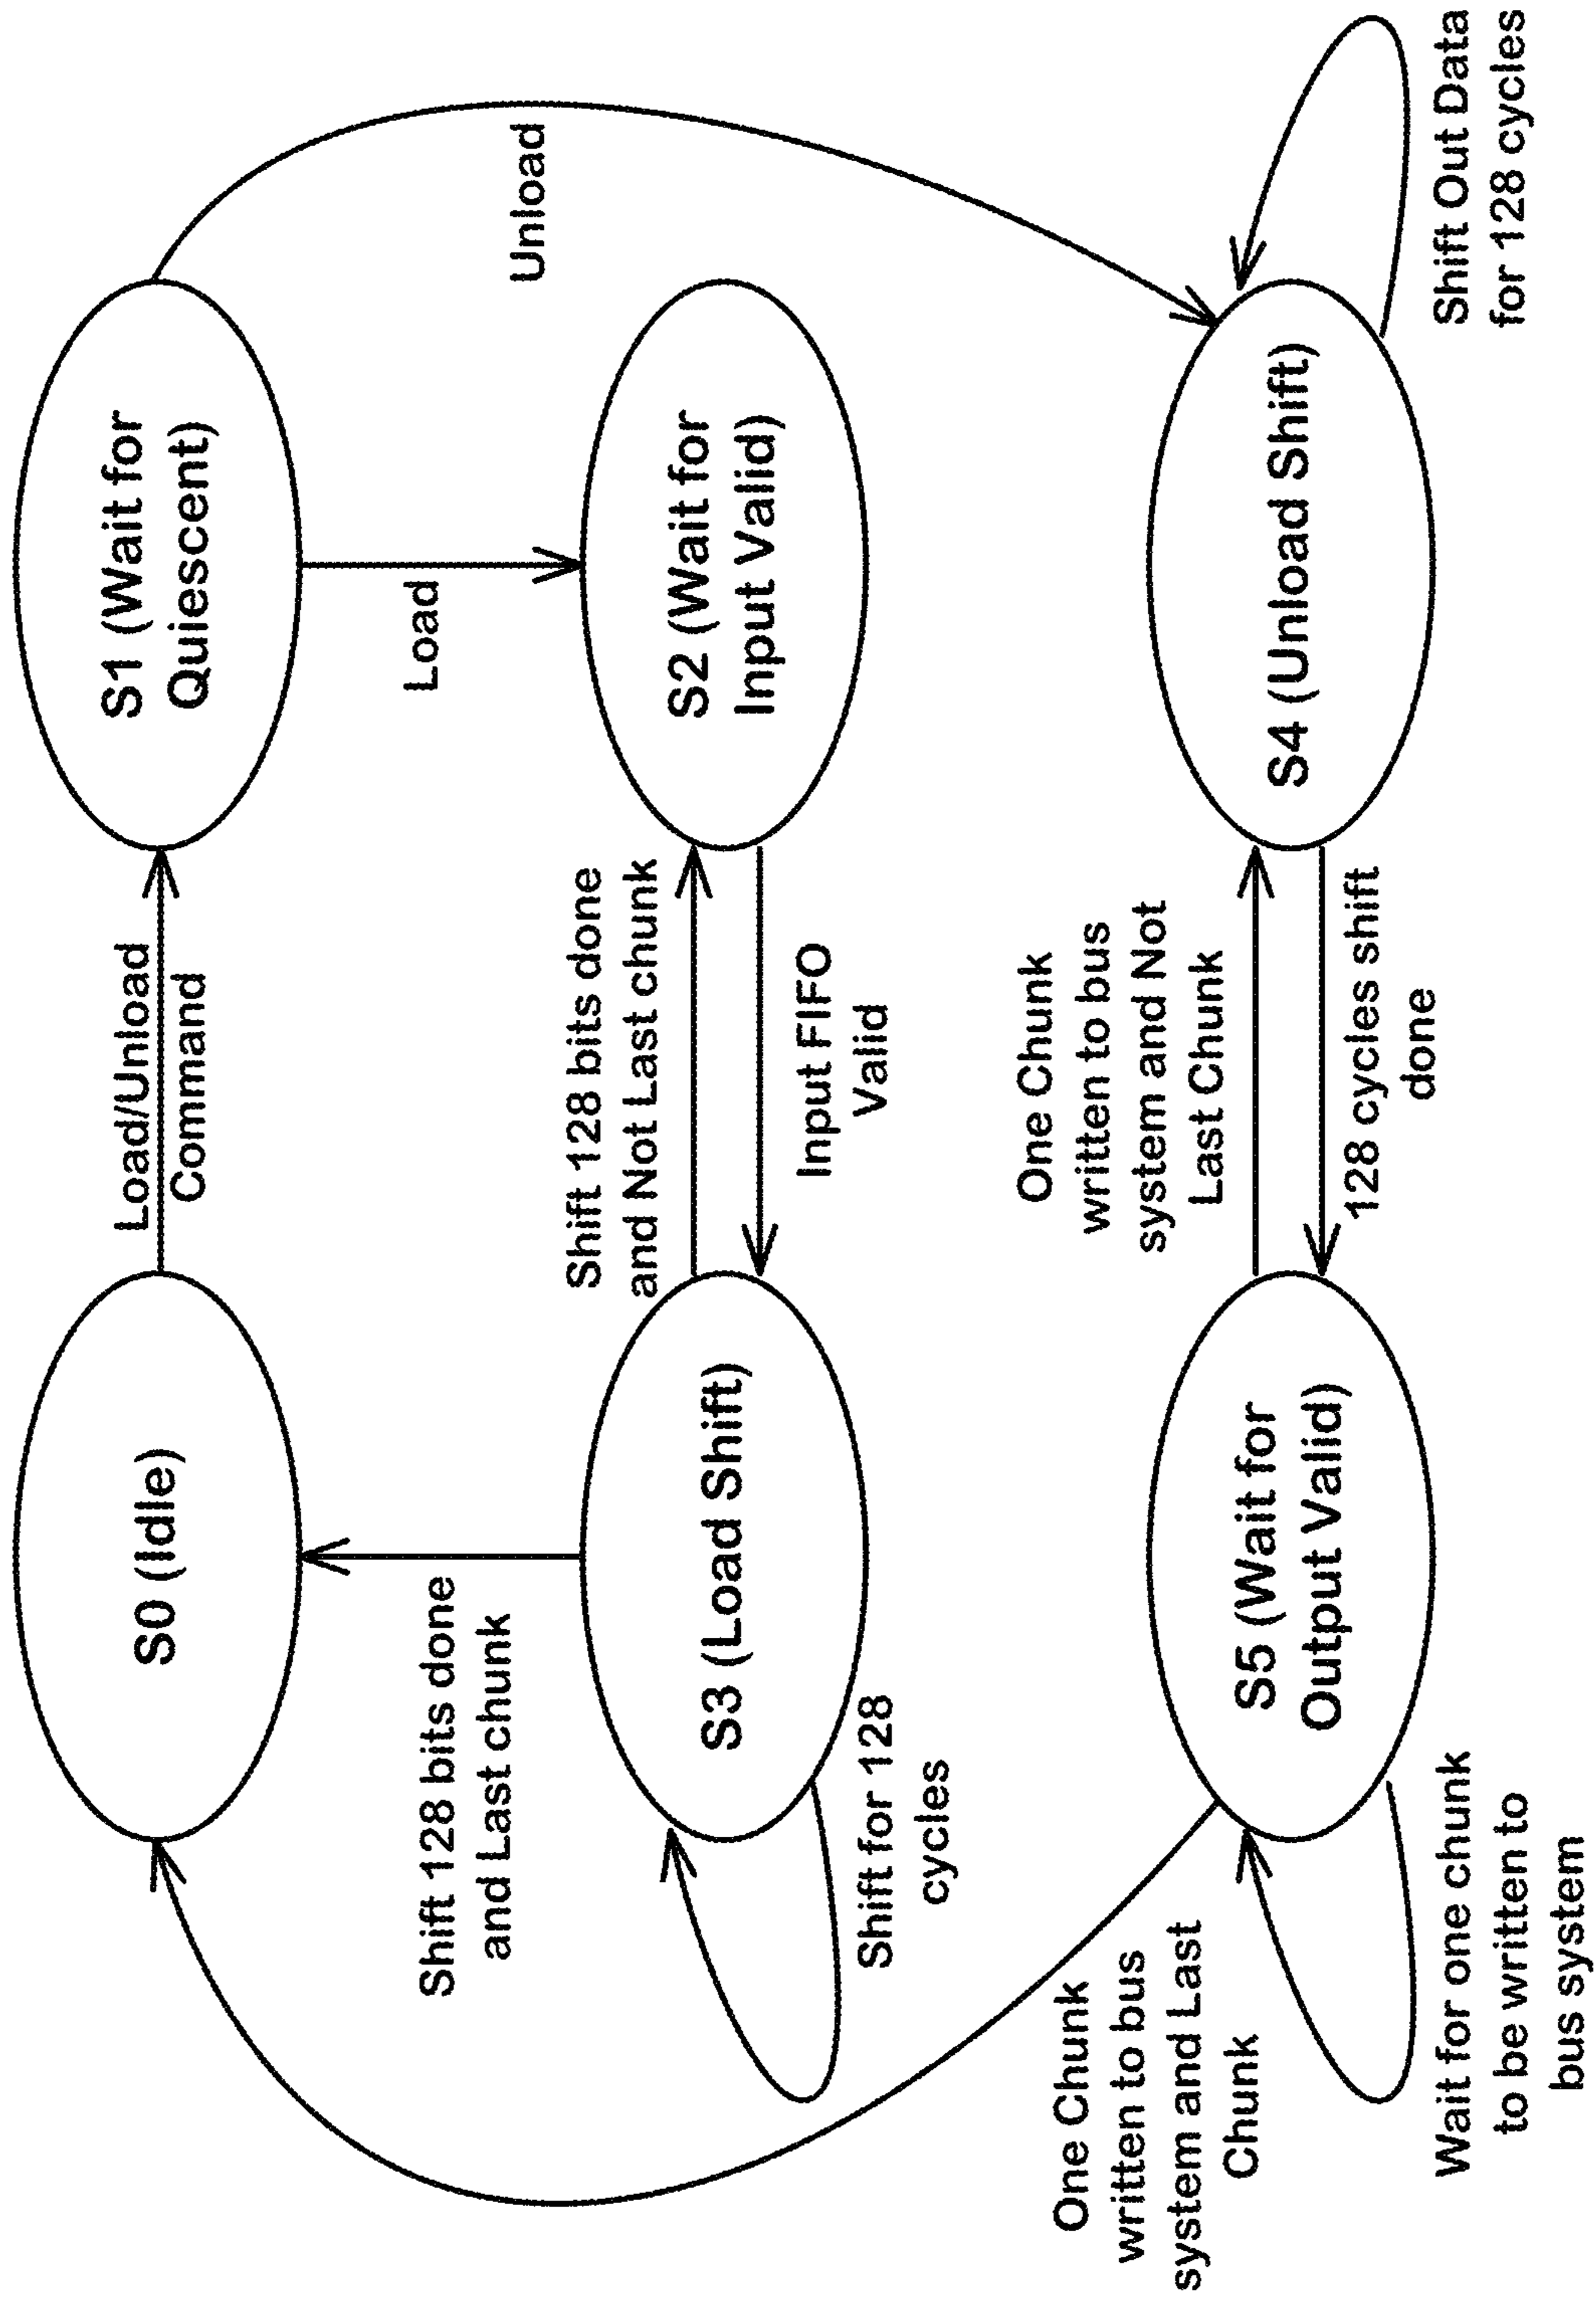 S0 (Idle)
Load/Unload
Command
S1 (Wait for
Quiescent)
Unload
Shift 128 bits done
and Last chunk
Load
S3 (Load Shift)
Shift for 128
cycles
Shift 128 bits done
and Not Last chunk
Input FIFO
Valid
S2 (Wait for
Input Valid)
One Chunk
written to bus
system and Last
Chunk
S5 (Wait for
Output Valid)
Wait for one chunk
to be written to
bus system
One Chunk
written to bus
system and Not
Last Chunk
128 cycles shift
done
S4 (Unload Shift)
Shift Out Data
for 128 cycles